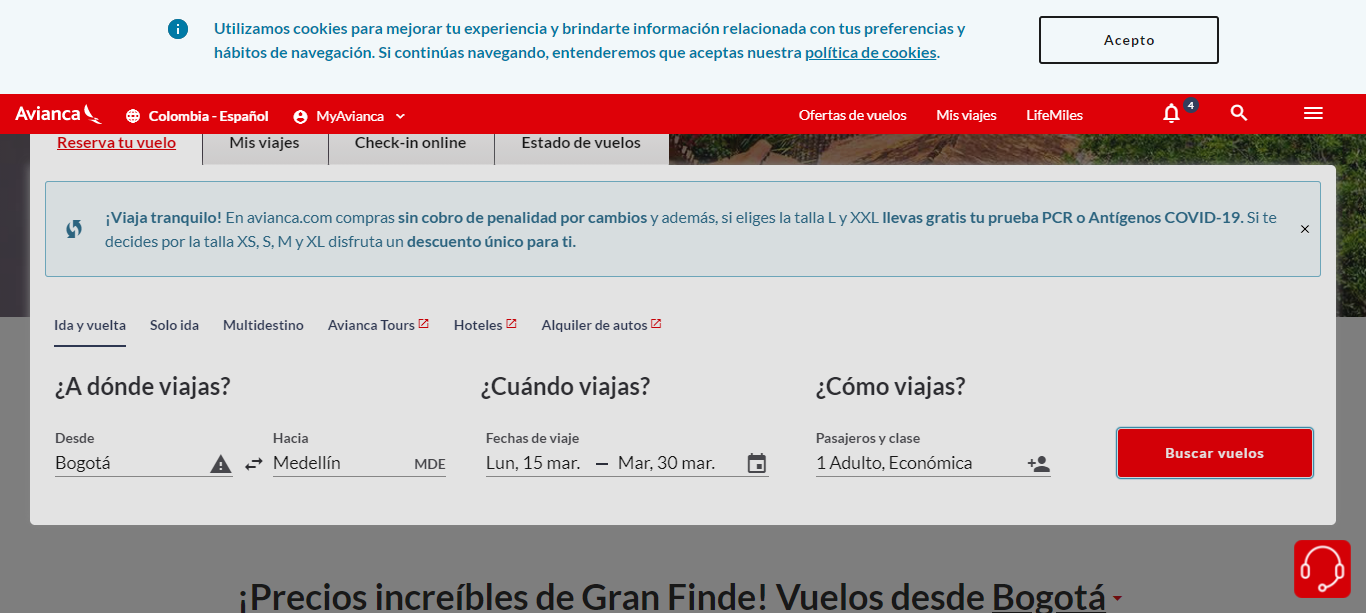 Utilizamos cookies para mejorar tu experiencia y brindarte información relacionada con tus preferencias y
hábitos de navegación. Si continúas navegando, entenderemos que aceptas nuestra política de cookies.
Acepto
Avianca
Colombia - Español
MyAvianca
Ofertas de vuelos
Mis viajes
LifeMiles
4
Reserva tu vuelo
Mis viajes
Check-in online
Estado de vuelos
¡Viaja tranquilo! En avianca.com compras sin cobro de penalidad por cambios y además, si eliges la talla L y XXL llevas gratis tu prueba PCR o Antígenos COVID-19. Si te
decides por la talla XS, S, M y XL disfruta un descuento único para ti.
×
Ida y vuelta
Solo ida
Multidestino
Avianca Tours
Hoteles
Alquiler de autos
¿A dónde viajas?
¿Cuándo viajas?
¿Cómo viajas?
Desde
Hacia
Fechas de viaje
Pasajeros y clase
Bogotá
Medellín MDE
Lun, 15 mar. — Mar, 30 mar.
1 Adulto, Económica
Buscar vuelos
¡Precios increíbles de Gran Finde! Vuelos desde Bogotá